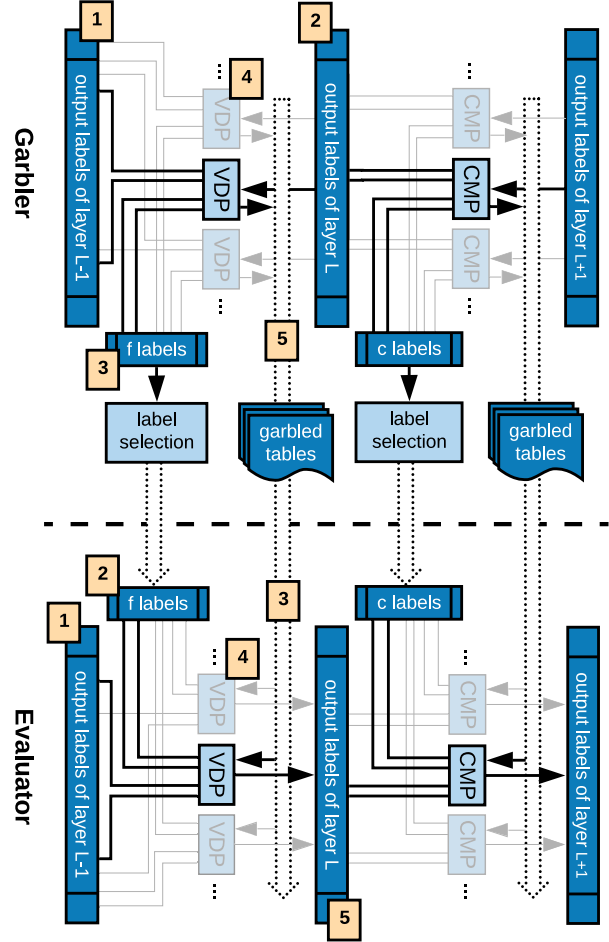 1
2
4
...
...
VDP
CMP
Garbler
output labels of layer L-1
VDP
output labels of layer L
CMP
output labels of layer L+1
VDP
CMP
...
...
5
3
f labels
c labels
label
selection
garbled
tables
label
selection
garbled
tables
2
f labels
3
c labels
1
4
...
...
VDP
CMP
Evaluator
output labels of layer L-1
VDP
output labels of layer L
CMP
output labels of layer L+1
VDP
CMP
...
...
5